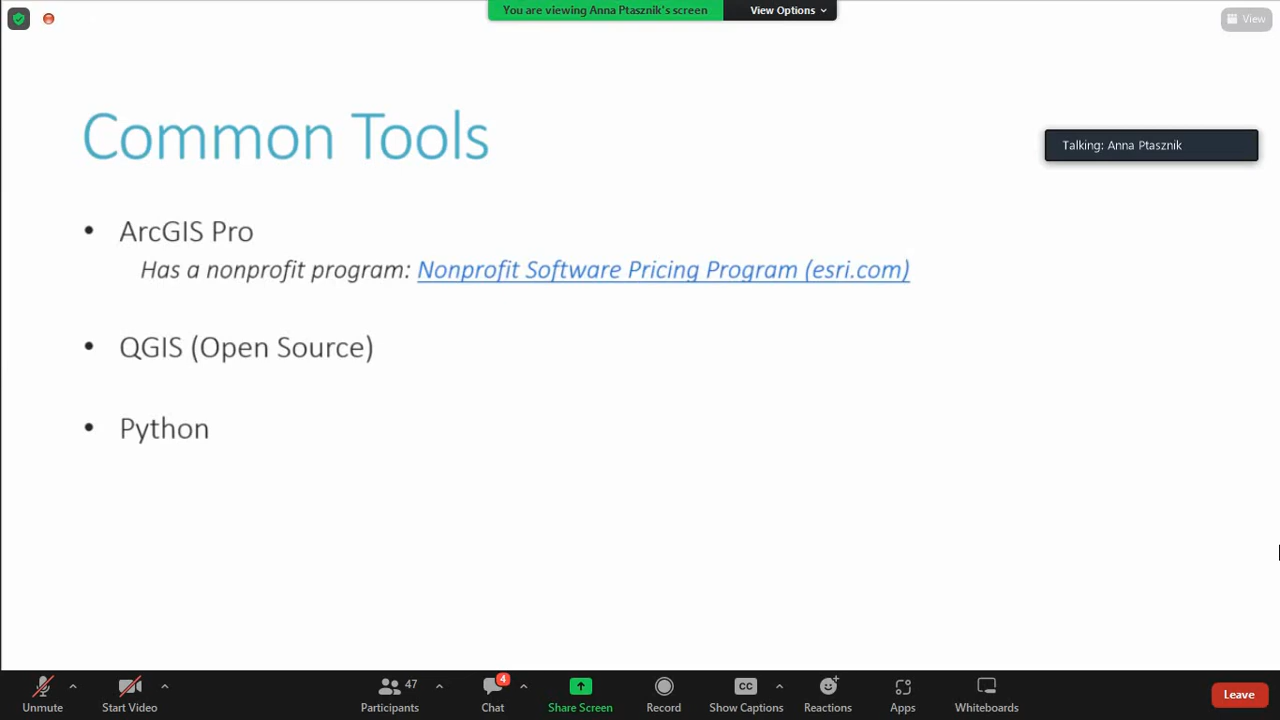 You are viewing Anna Ptasznik's screen
View Options
View
Common Tools
Talking: Anna Ptasznik
• ArcGIS Pro
Has a nonprofit program: Nonprofit Software Pricing Program (esri.com)
• QGIS (Open Source)
• Python
47
4
CC
Unmute
Start Video
Participants
Chat
Share Screen
Record
Show Captions
Reactions
Apps
Whiteboards
Leave